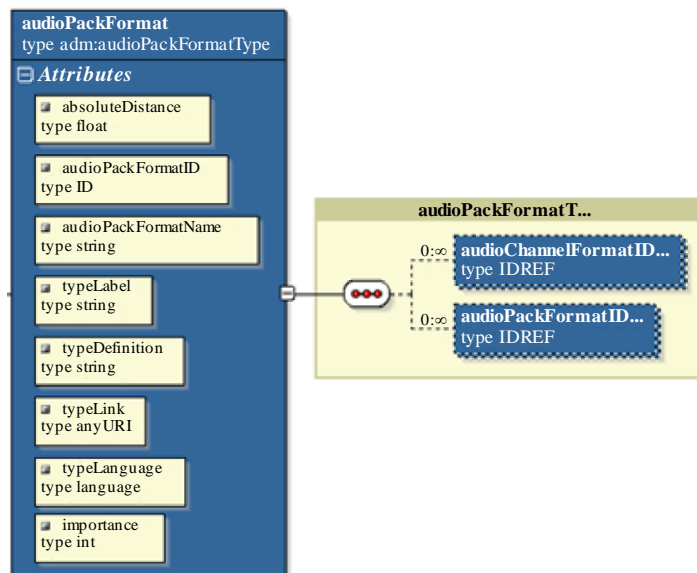 audioPackFormat
type adm:audioPackFormatType
Attributes
absoluteDistance
type float
audioPackFormatID
type ID
audioPackFormatName
type string
typeLabel
type string
typeDefinition
type string
typeLink
type anyURI
typeLanguage
type language
importance
type int
audioPackFormatT...
0:∞
audioChannelFormatID...
type IDREF
0:∞
audioPackFormatID...
type IDREF